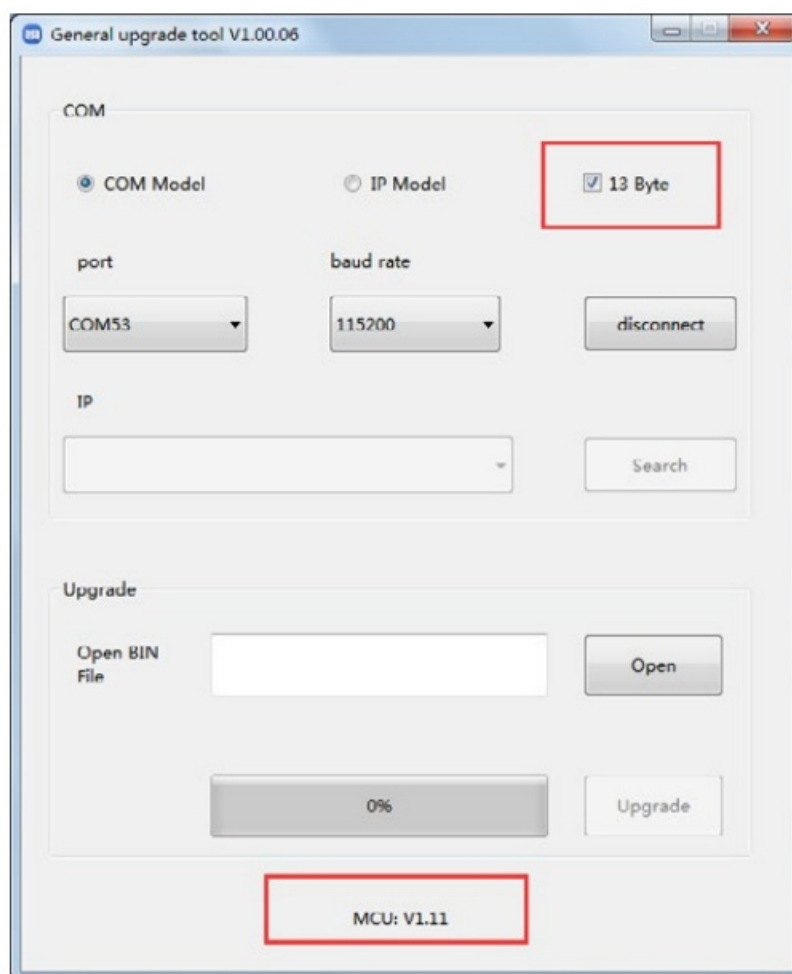 General upgrade tool V1.00.06
COM
COM Model IP Model 13 Byte
port baud rate
COM53 115200 disconnect
IP
Search
Upgrade
Open BIN
File
Open
0% Upgrade
MCU: V1.11